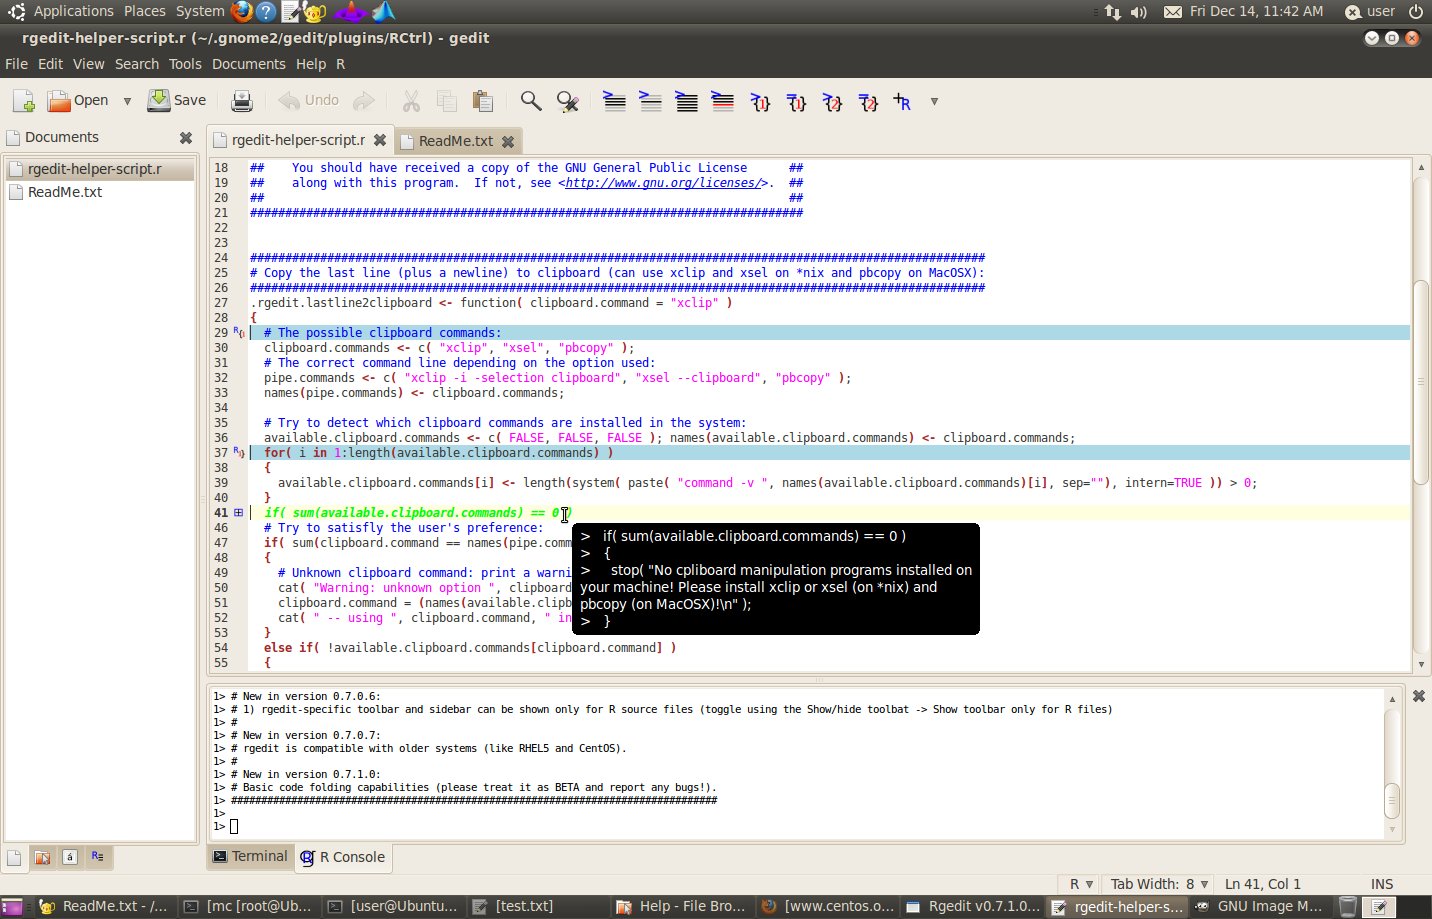 Applications Places System
Fri Dec 14, 11:42 AM
user
rgedit-helper-script.r (~/.gnome2/gedit/plugins/RCtrl) - gedit
File Edit View Search Tools Documents Help R
Open Save Undo
Documents
rgedit-helper-script.r
ReadMe.txt
rgedit-helper-script.r
ReadMe.txt
18 ##    You should have received a copy of the GNU General Public License      ##
19 ##    along with this program.  If not, see <http://www.gnu.org/licenses/>.  ##
20 ##                                                                           ##
21 ###############################################################################
22
23
24 #########################################################################################################
25 # Copy the last line (plus a newline) to clipboard (can use xclip and xsel on *nix and pbcopy on MacOSX):
26 #########################################################################################################
27 .rgedit.lastline2clipboard <- function( clipboard.command = "xclip" )
28 {
29   # The possible clipboard commands:
30   clipboard.commands <- c( "xclip", "xsel", "pbcopy" );
31   # The correct command line depending on the option used:
32   pipe.commands <- c( "xclip -i -selection clipboard", "xsel --clipboard", "pbcopy" );
33   names(pipe.commands) <- clipboard.commands;
34
35   # Try to detect which clipboard commands are installed in the system:
36   available.clipboard.commands <- c( FALSE, FALSE, FALSE ); names(available.clipboard.commands) <- clipboard.commands;
37   for( i in 1:length(available.clipboard.commands) )
38   {
39     available.clipboard.commands[i] <- length(system( paste( "command -v ", names(available.clipboard.commands)[i], sep=""), intern=TRUE )) > 0;
40   }
41   if( sum(available.clipboard.commands) == 0 )
46   # Try to satisfly the user's preference:
47   if( sum(clipboard.command == names(pipe.comm
48   {
49     # Unknown clipboard command: print a warni
50     cat( "Warning: unknown option ", clipboard
51     clipboard.command = (names(available.clipb
52     cat( " -- using ", clipboard.command, " in
53   }
54   else if( !available.clipboard.commands[clipboard.command] )
55   {
>   if( sum(available.clipboard.commands) == 0 )
>   {
>     stop( "No cpliboard manipulation programs installed on
your machine! Please install xclip or xsel (on *nix) and
pbcopy (on MacOSX)!\n" );
>   }
1> # New in version 0.7.0.6:
1> # 1) rgedit-specific toolbar and sidebar can be shown only for R source files (toggle using the Show/hide toolbat -> Show toolbar only for R files)
1> #
1> # New in version 0.7.0.7:
1> # rgedit is compatible with older systems (like RHEL5 and CentOS).
1> #
1> # New in version 0.7.1.0:
1> # Basic code folding capabilities (please treat it as BETA and report any bugs!).
1> #################################################################################
1>
1>
Terminal R Console
R Tab Width: 8 Ln 41, Col 1 INS
ReadMe.txt - /... [mc [root@Ub... [user@Ubuntu... [test.txt] Help - File Bro... [www.centos.o... Rgedit v0.7.1.0... rgedit-helper-s... GNU Image M...